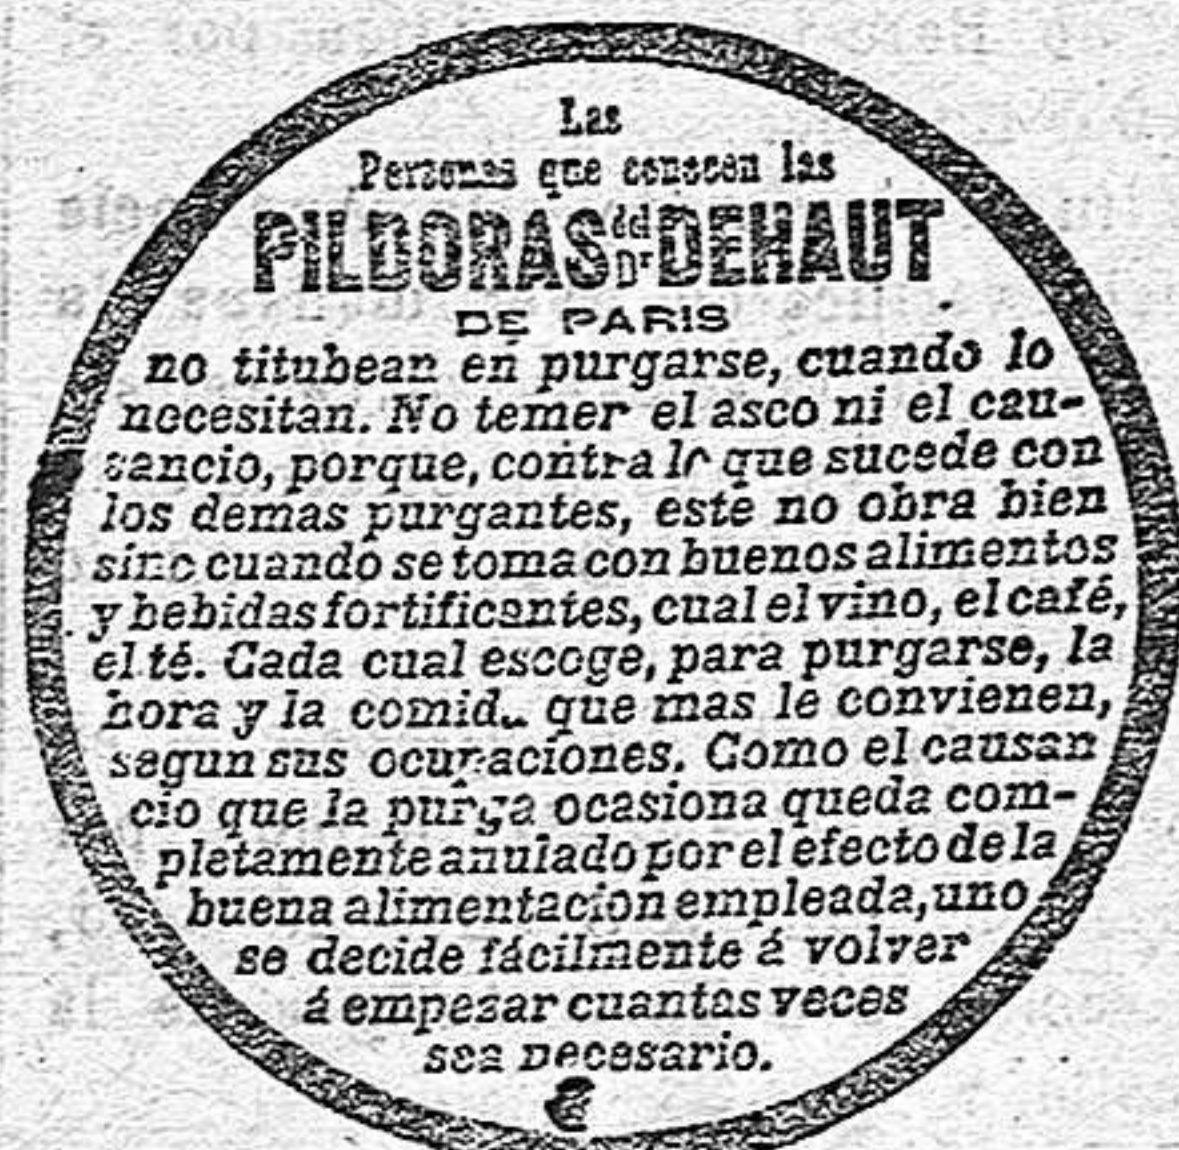 Las
Personas que conocen las
PILDORAS del Dr DEHAUT
DE PARIS
no titubean en purgarse, cuando lo
necesitan. No temer el asco ni el cau-
sancio, porque, contra lo que sucede con
los demas purgantes, este no obra bien
sino cuando se toma con buenos alimentos
y bebidas fortificantes, cual el vino, el café,
el té. Cada cual escoge, para purgarse, la
hora y la comida que mas le convienen,
segun sus ocupaciones. Como el causan
cio que la purga ocasiona queda com-
pletamente anulado por el efecto de la
buena alimentacion empleada, uno
se decide fácilmente á volver
á empezar cuantas veces
sea necesario.